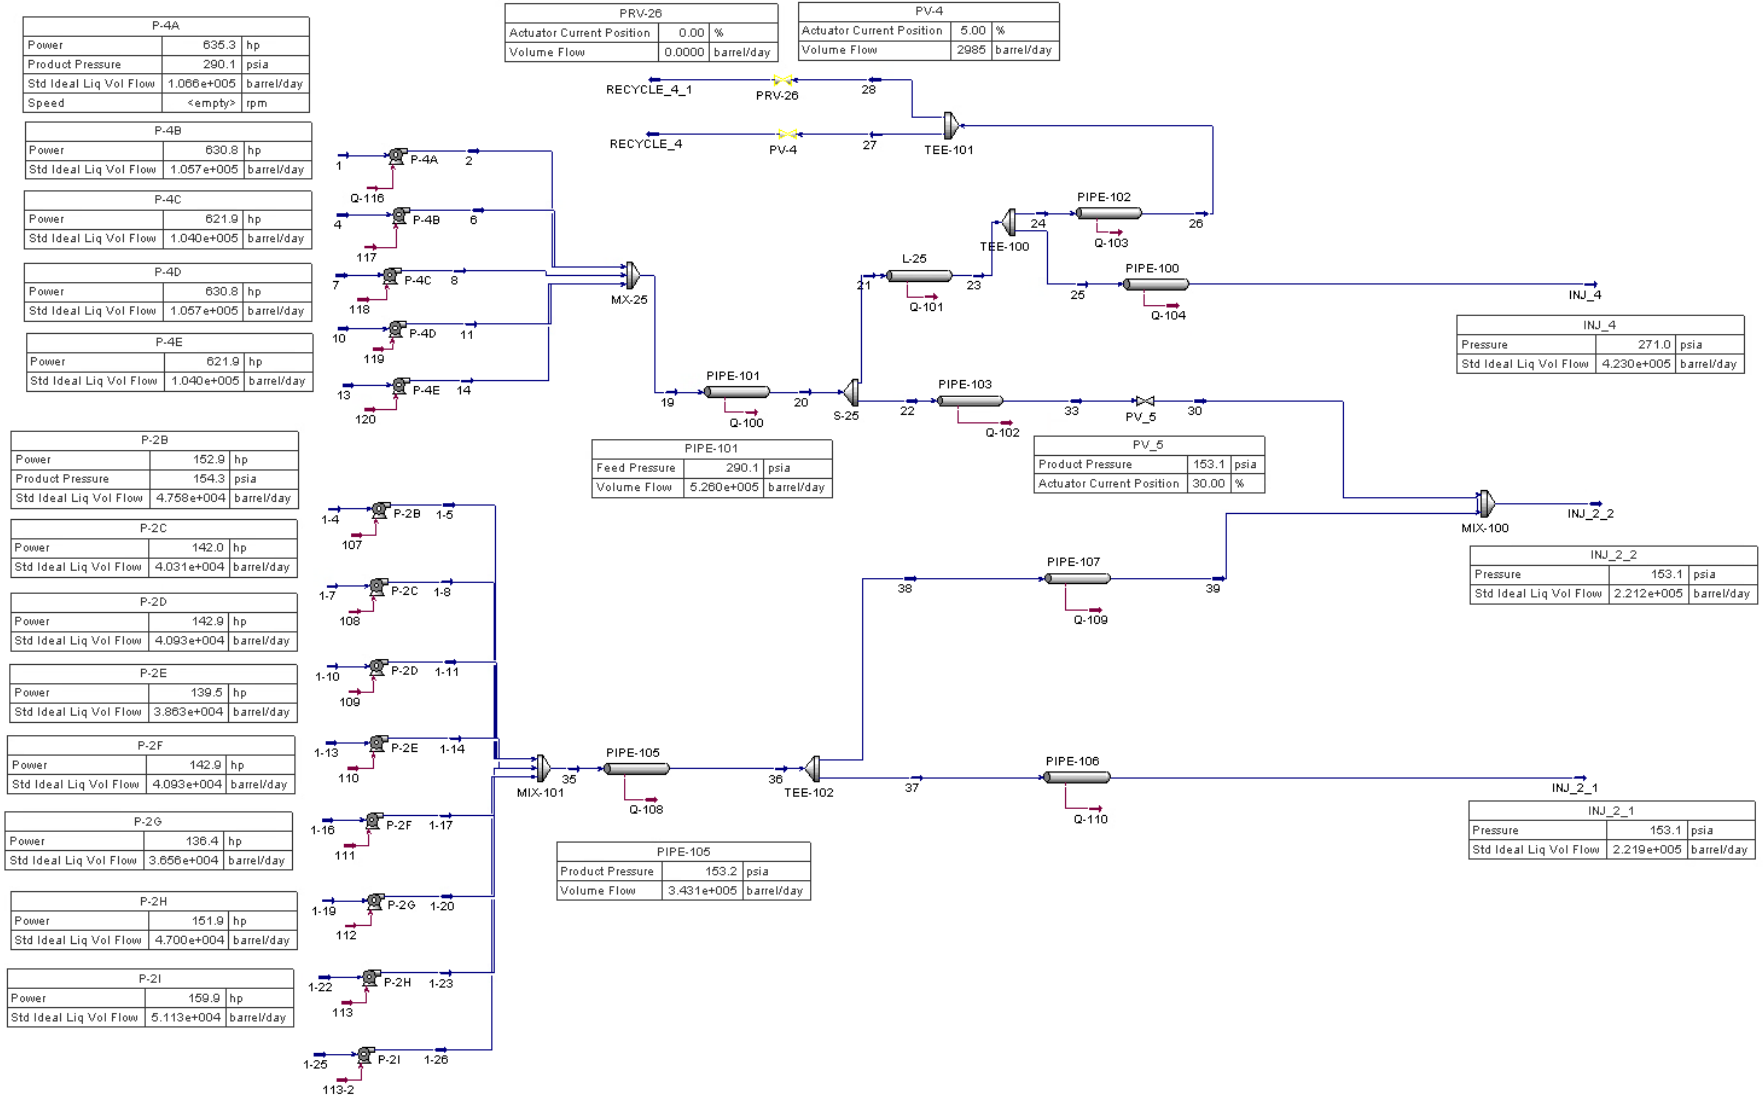 P-4A
Power 635.3 hp
Product Pressure 290.1 psia
Std Ideal Liq Vol Flow 1.066e+005 barrel/day
Speed <empty> rpm
P-4B
Power 630.8 hp
Std Ideal Liq Vol Flow 1.057e+005 barrel/day
P-4C
Power 621.9 hp
Std Ideal Liq Vol Flow 1.040e+005 barrel/day
P-4D
Power 630.8 hp
Std Ideal Liq Vol Flow 1.057e+005 barrel/day
P-4E
Power 621.9 hp
Std Ideal Liq Vol Flow 1.040e+005 barrel/day
P-2B
Power 152.9 hp
Product Pressure 154.3 psia
Std Ideal Liq Vol Flow 4.758e+004 barrel/day
P-2C
Power 142.0 hp
Std Ideal Liq Vol Flow 4.031e+004 barrel/day
P-2D
Power 142.9 hp
Std Ideal Liq Vol Flow 4.093e+004 barrel/day
P-2E
Power 139.5 hp
Std Ideal Liq Vol Flow 3.863e+004 barrel/day
P-2F
Power 142.9 hp
Std Ideal Liq Vol Flow 4.093e+004 barrel/day
P-2G
Power 136.4 hp
Std Ideal Liq Vol Flow 3.656e+004 barrel/day
P-2H
Power 151.9 hp
Std Ideal Liq Vol Flow 4.700e+004 barrel/day
P-2I
Power 159.9 hp
Std Ideal Liq Vol Flow 5.113e+004 barrel/day
PRV-26
Actuator Current Position 0.00 %
Volume Flow 0.0000 barrel/day
PV-4
Actuator Current Position 5.00 %
Volume Flow 2985 barrel/day
RECYCLE_4_1
PRV-26
28
RECYCLE_4
PV-4
27
TEE-101
1
P-4A
2
Q-116
4
P-4B
6
117
7
P-4C
8
118
10
P-4D
11
119
13
P-4E
14
120
MX-25
19
PIPE-101
Q-100
20
S-25
21
L-25
Q-101
23
TEE-100
24
PIPE-102
Q-103
26
25
PIPE-100
Q-104
INJ_4
INJ_4
Pressure 271.0 psia
Std Ideal Liq Vol Flow 4.230e+005 barrel/day
22
PIPE-103
Q-102
33
PV_5
30
PIPE-101
Feed Pressure 290.1 psia
Volume Flow 5.260e+005 barrel/day
PV_5
Product Pressure 153.1 psia
Actuator Current Position 30.00 %
MIX-100
INJ_2_2
INJ_2_2
Pressure 153.1 psia
Std Ideal Liq Vol Flow 2.212e+005 barrel/day
1-4
P-2B
1-5
107
1-7
P-2C
1-8
108
1-10
P-2D
1-11
109
1-13
P-2E
1-14
110
1-16
P-2F
1-17
111
1-19
P-2G
1-20
112
1-22
P-2H
1-23
113
1-25
P-2I
1-26
113-2
MIX-101
35
PIPE-105
Q-108
36
TEE-102
38
PIPE-107
Q-109
39
37
PIPE-106
Q-110
INJ_2_1
PIPE-105
Product Pressure 153.2 psia
Volume Flow 3.431e+005 barrel/day
INJ_2_1
Pressure 153.1 psia
Std Ideal Liq Vol Flow 2.219e+005 barrel/day